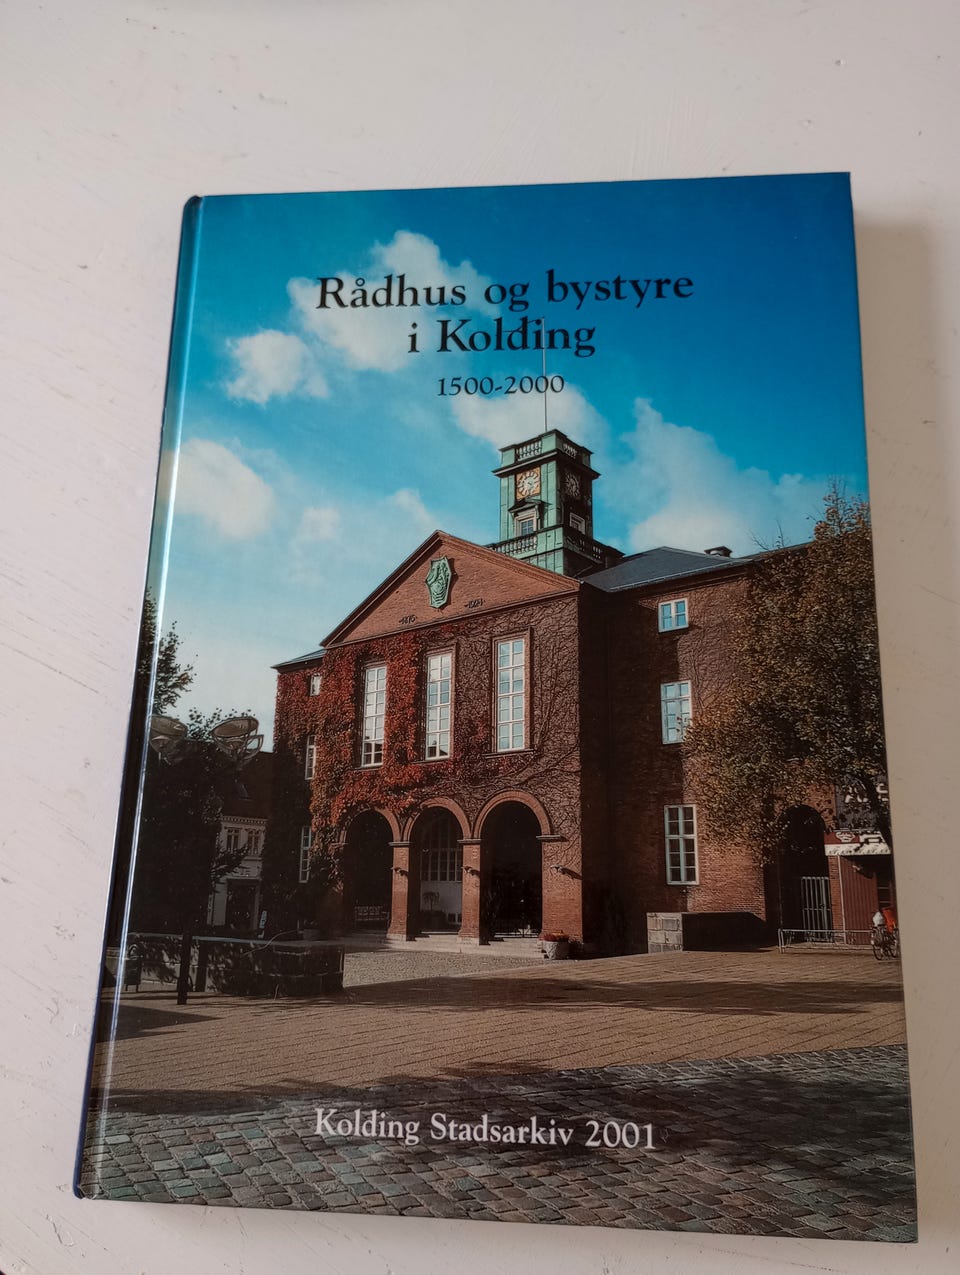 Rådhus og bystyre
i Kolding
1500-2000
Kolding Stadsarkiv 2001